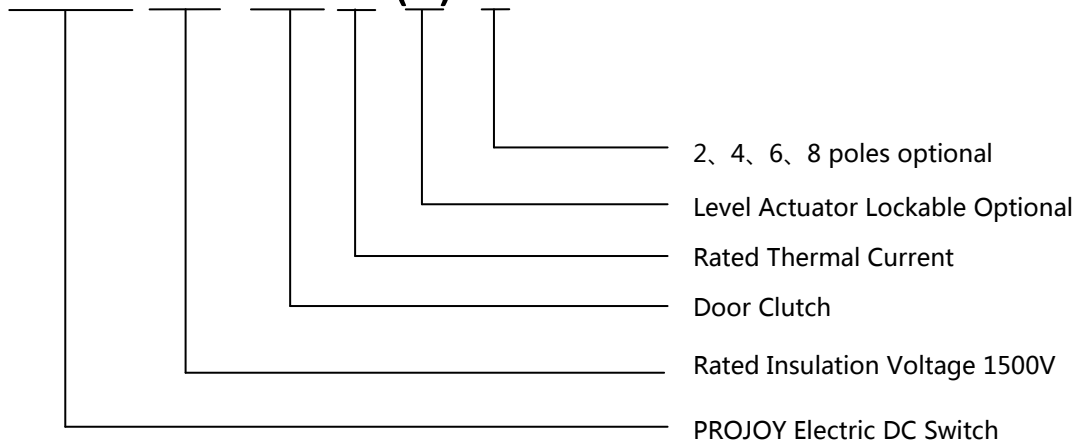 2、4、6、8 poles optional
Level Actuator Lockable Optional
Rated Thermal Current
Door Clutch
Rated Insulation Voltage 1500V
PROJOY Electric DC Switch